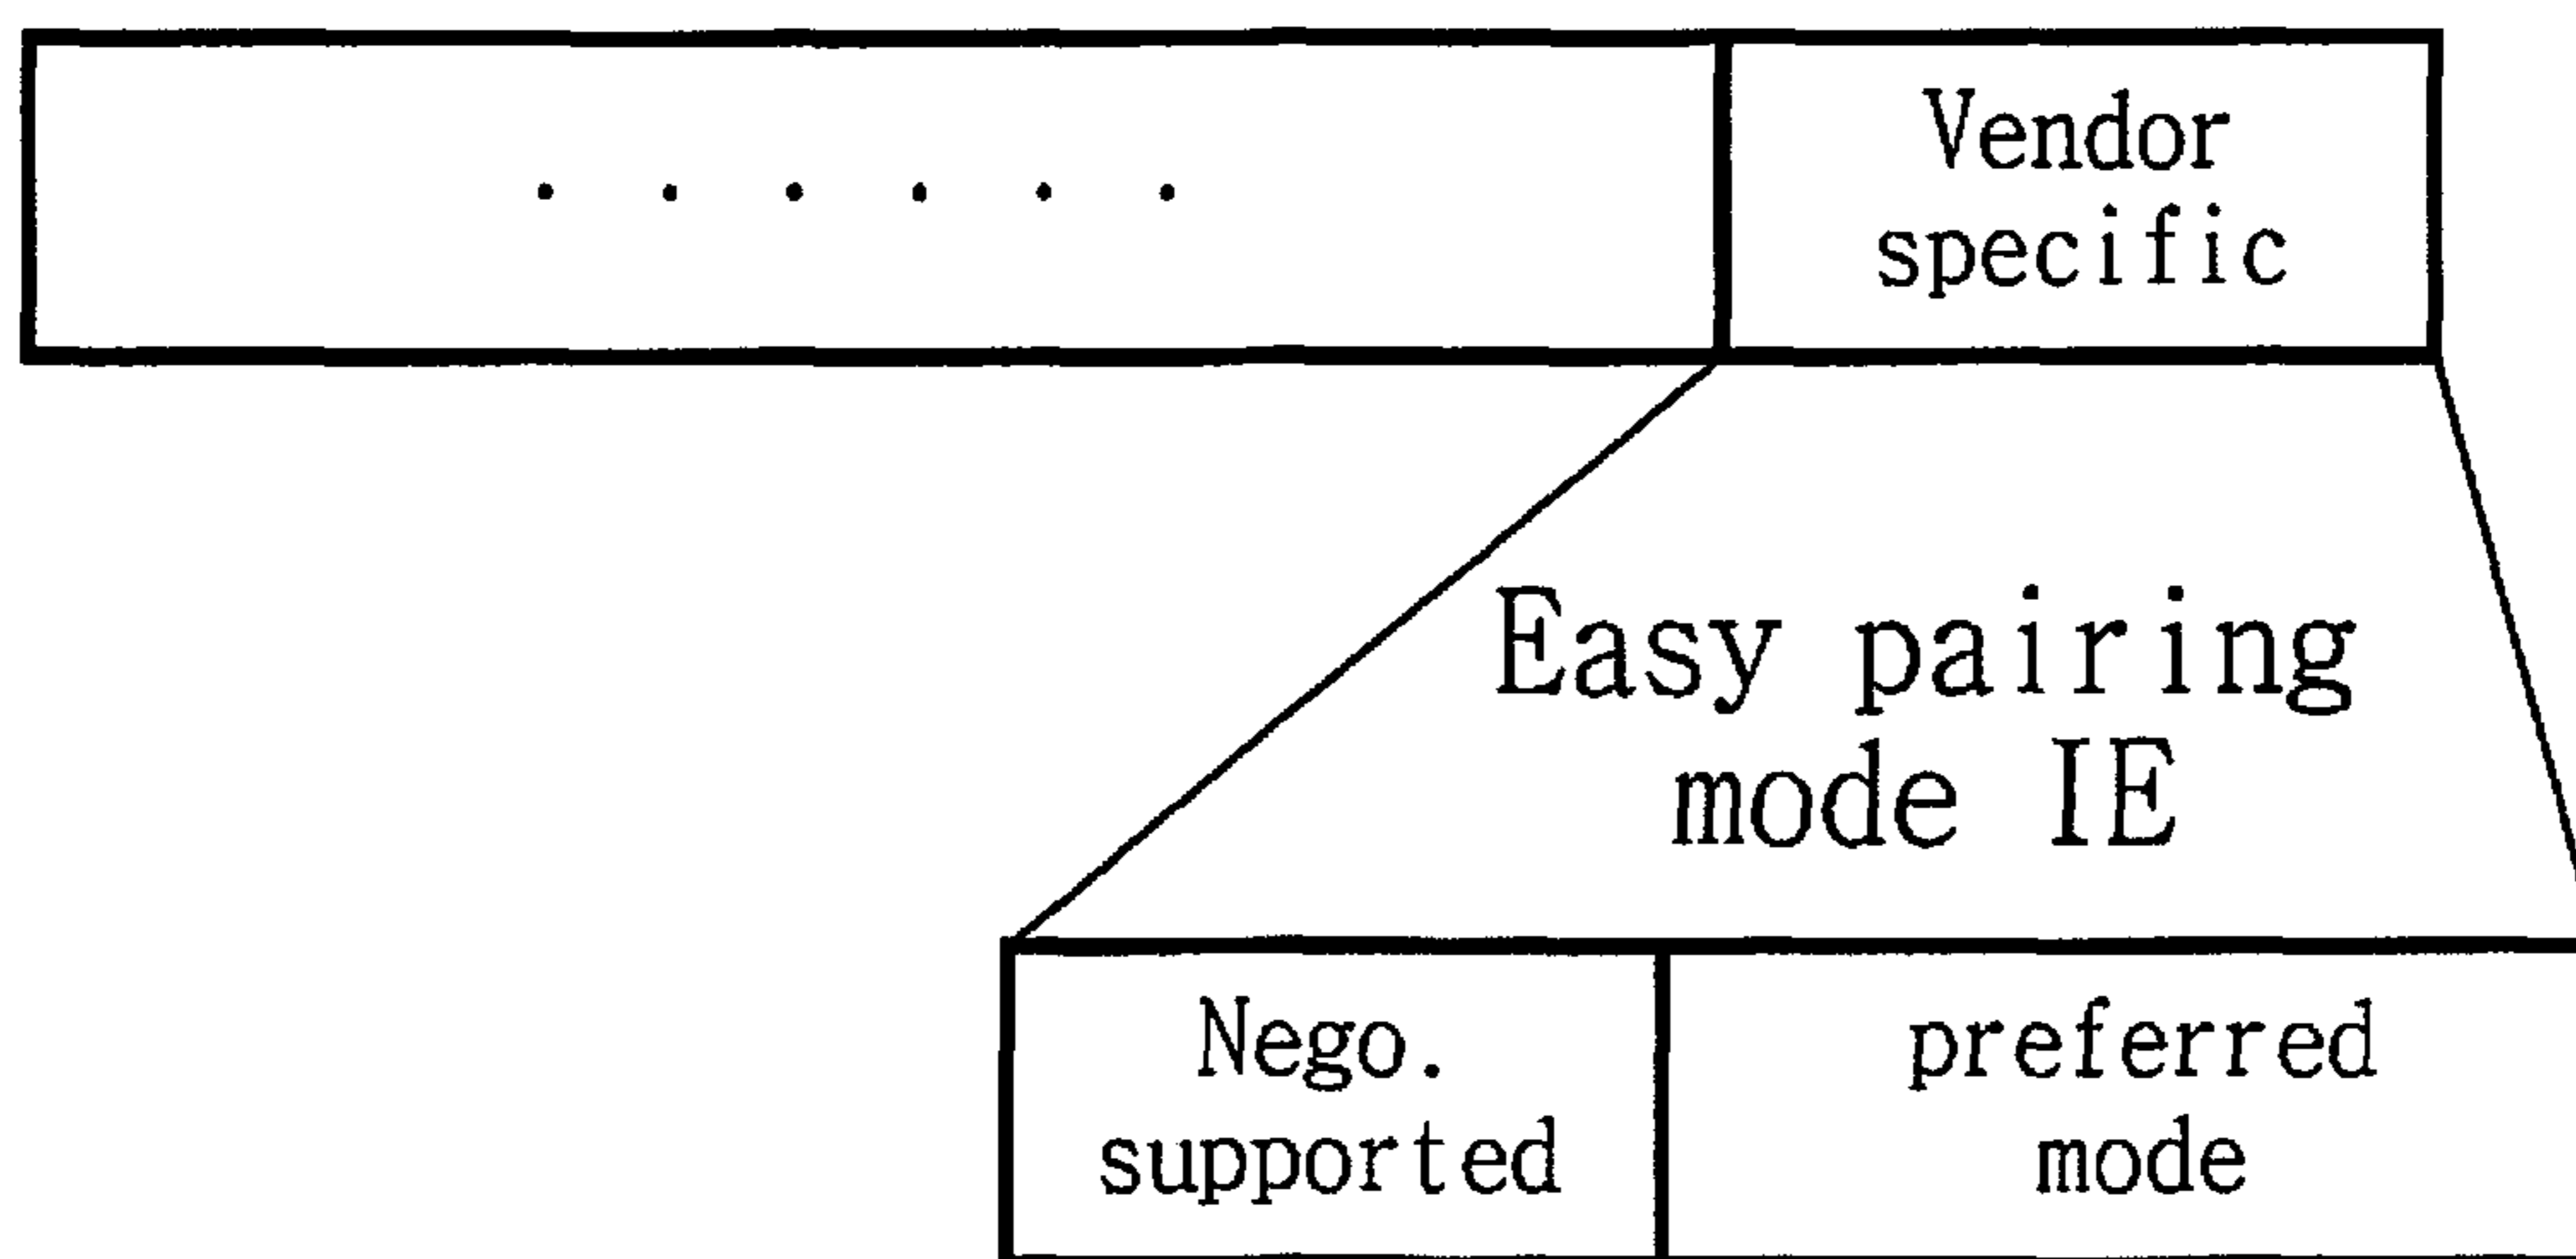 . . . . . .
Vendor
specific
Easy pairing
mode IE
Nego.
supported
preferred
mode